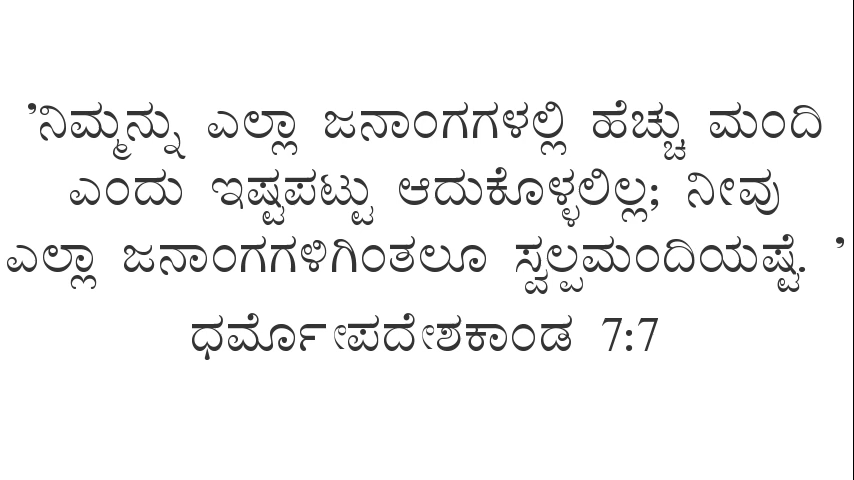 'ನಿಮ್ಮನ್ನು ಎಲ್ಲಾ ಜನಾಂಗಗಳಲ್ಲಿ ಹೆಚ್ಚು ಮಂದಿ
ಎಂದು ಇಷ್ಟಪಟ್ಟು ಆದುಕೊಳ್ಳಲಿಲ್ಲ; ನೀವು
ಎಲ್ಲಾ ಜನಾಂಗಗಳಿಗಿಂತಲೂ ಸ್ವಲ್ಪಮಂದಿಯಷ್ಟೆ. '
ಧರ್ಮೋಪದೇಶಕಾಂಡ 7:7